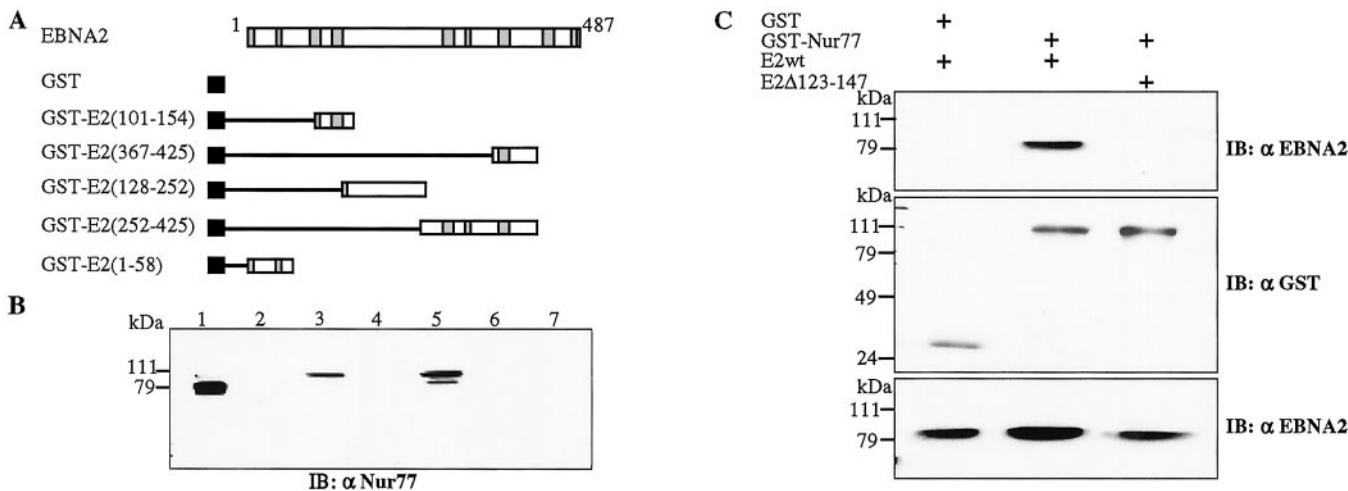 A
1 487
EBNA2
GST
GST-E2(101-154)
GST-E2(367-425)
GST-E2(128-252)
GST-E2(252-425)
GST-E2(1-58)
B
kDa 1 2 3 4 5 6 7
111
79
IB: α Nur77
C
GST +
GST-Nur77 + +
E2wt + +
E2Δ123-147 +
kDa
111
79
IB: α EBNA2
kDa
111
79
49
24
IB: α GST
kDa
111
79
IB: α EBNA2